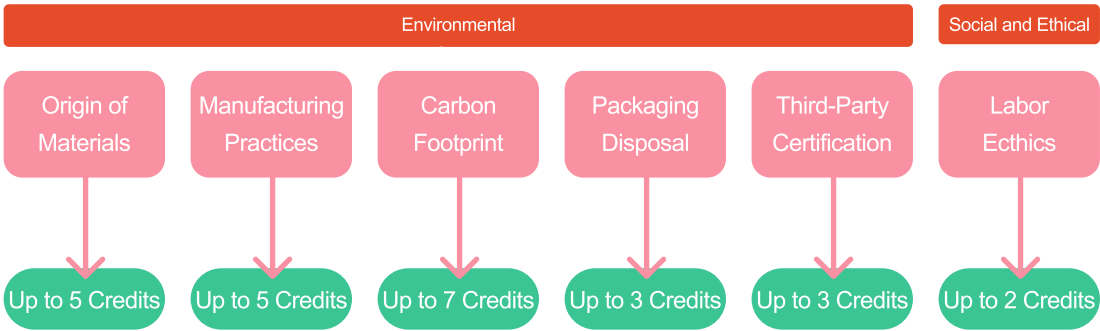 Environmental
Social and Ethical
Origin of
Materials
Manufacturing
Practices
Carbon
Footprint
Packaging
Disposal
Third-Party
Certification
Labor
Ecthics
Up to 5 Credits
Up to 5 Credits
Up to 7 Credits
Up to 3 Credits
Up to 3 Credits
Up to 2 Credits